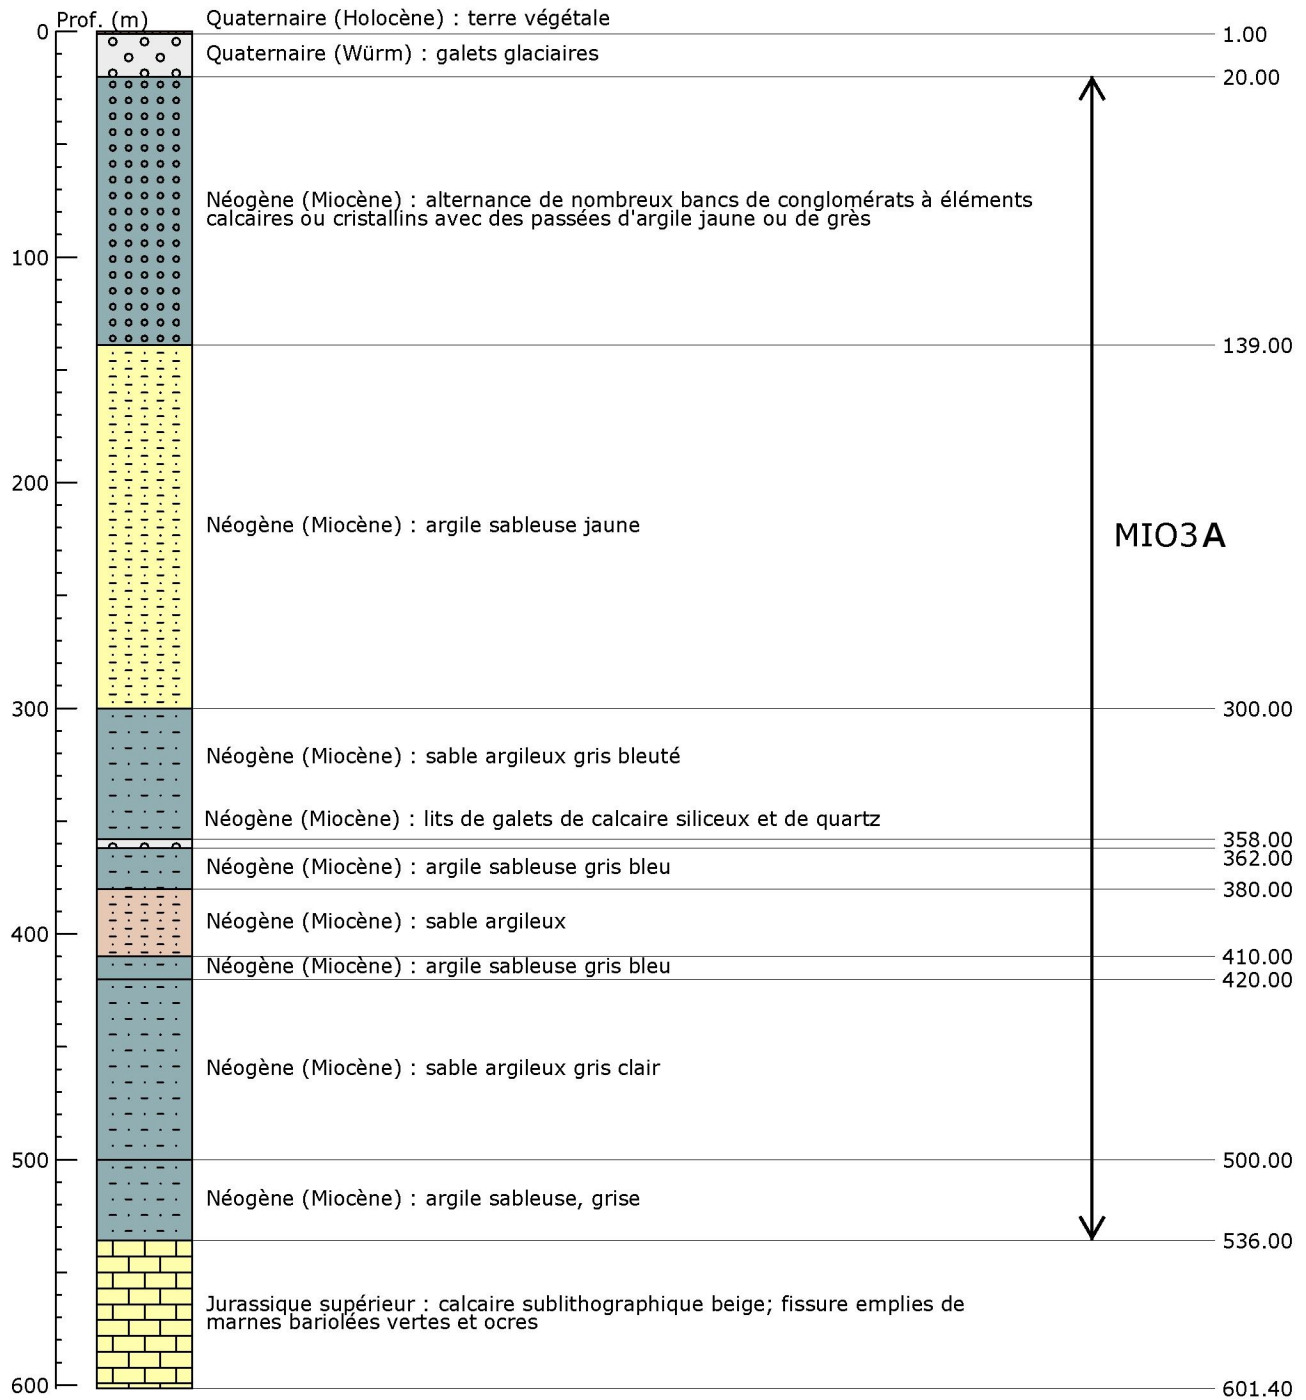 Prof. (m)
Quaternaire (Holocène) : terre végétale
0
1.00
Quaternaire (Würm) : galets glaciaires
20.00
Néogène (Miocène) : alternance de nombreux bancs de conglomérats à éléments
calcaires ou cristallins avec des passées d'argile jaune ou de grès
100
139.00
200
Néogène (Miocène) : argile sableuse jaune
MIO3A
300
300.00
Néogène (Miocène) : sable argileux gris bleuté
Néogène (Miocène) : lits de galets de calcaire siliceux et de quartz
358.00
362.00
Néogène (Miocène) : argile sableuse gris bleu
380.00
Néogène (Miocène) : sable argileux
400
410.00
Néogène (Miocène) : argile sableuse gris bleu
420.00
Néogène (Miocène) : sable argileux gris clair
500
500.00
Néogène (Miocène) : argile sableuse, grise
536.00
Jurassique supérieur : calcaire sublithographique beige; fissure emplies de
marnes bariolées vertes et ocres
600
601.40